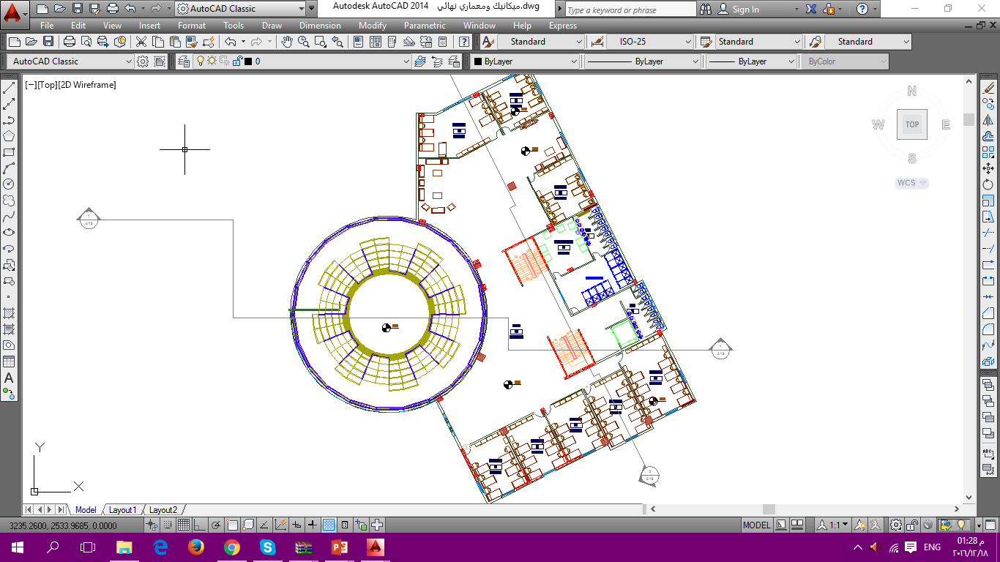 AutoCAD Classic
Autodesk AutoCAD 2014 ميكانيك ومعماري نهائي.dwg
Type a keyword or phrase
Sign In
File Edit View Insert Format Tools Draw Dimension Modify Parametric Window Help Express
Standard ISO-25 Standard Standard
AutoCAD Classic 0 ByLayer ByLayer ByLayer ByColor
[−][Top][2D Wireframe]
N
W TOP E
S
WCS
Y
X
Model Layout1 Layout2
3235.2600, 2533.9685, 0.0000 MODEL 1:1
ENG 01:28 م
٢٠١٦/١٢/١٨